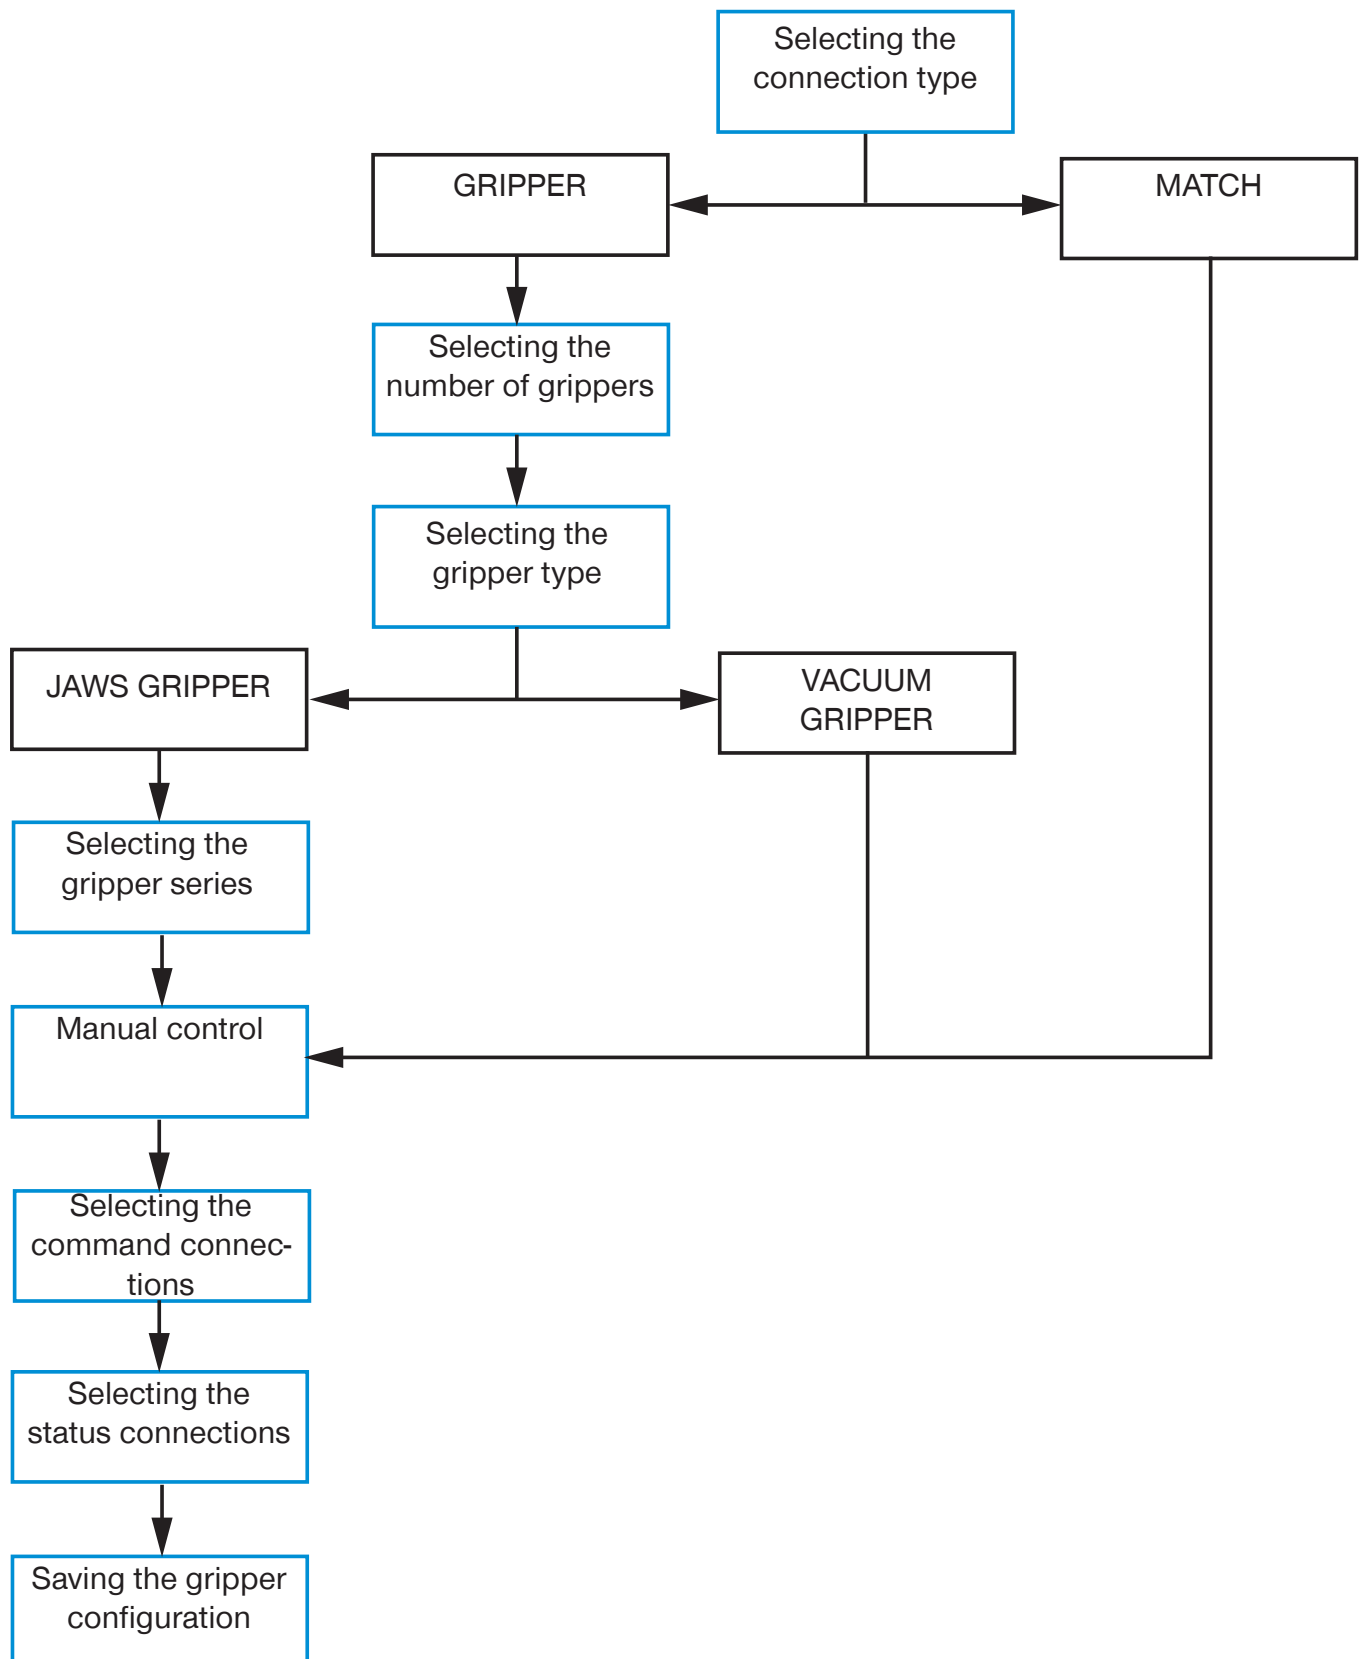 Selecting the
connection type
GRIPPER
MATCH
Selecting the
number of grippers
Selecting the
gripper type
JAWS GRIPPER
VACUUM
GRIPPER
Selecting the
gripper series
Manual control
Selecting the
command connec-
tions
Selecting the
status connections
Saving the gripper
configuration